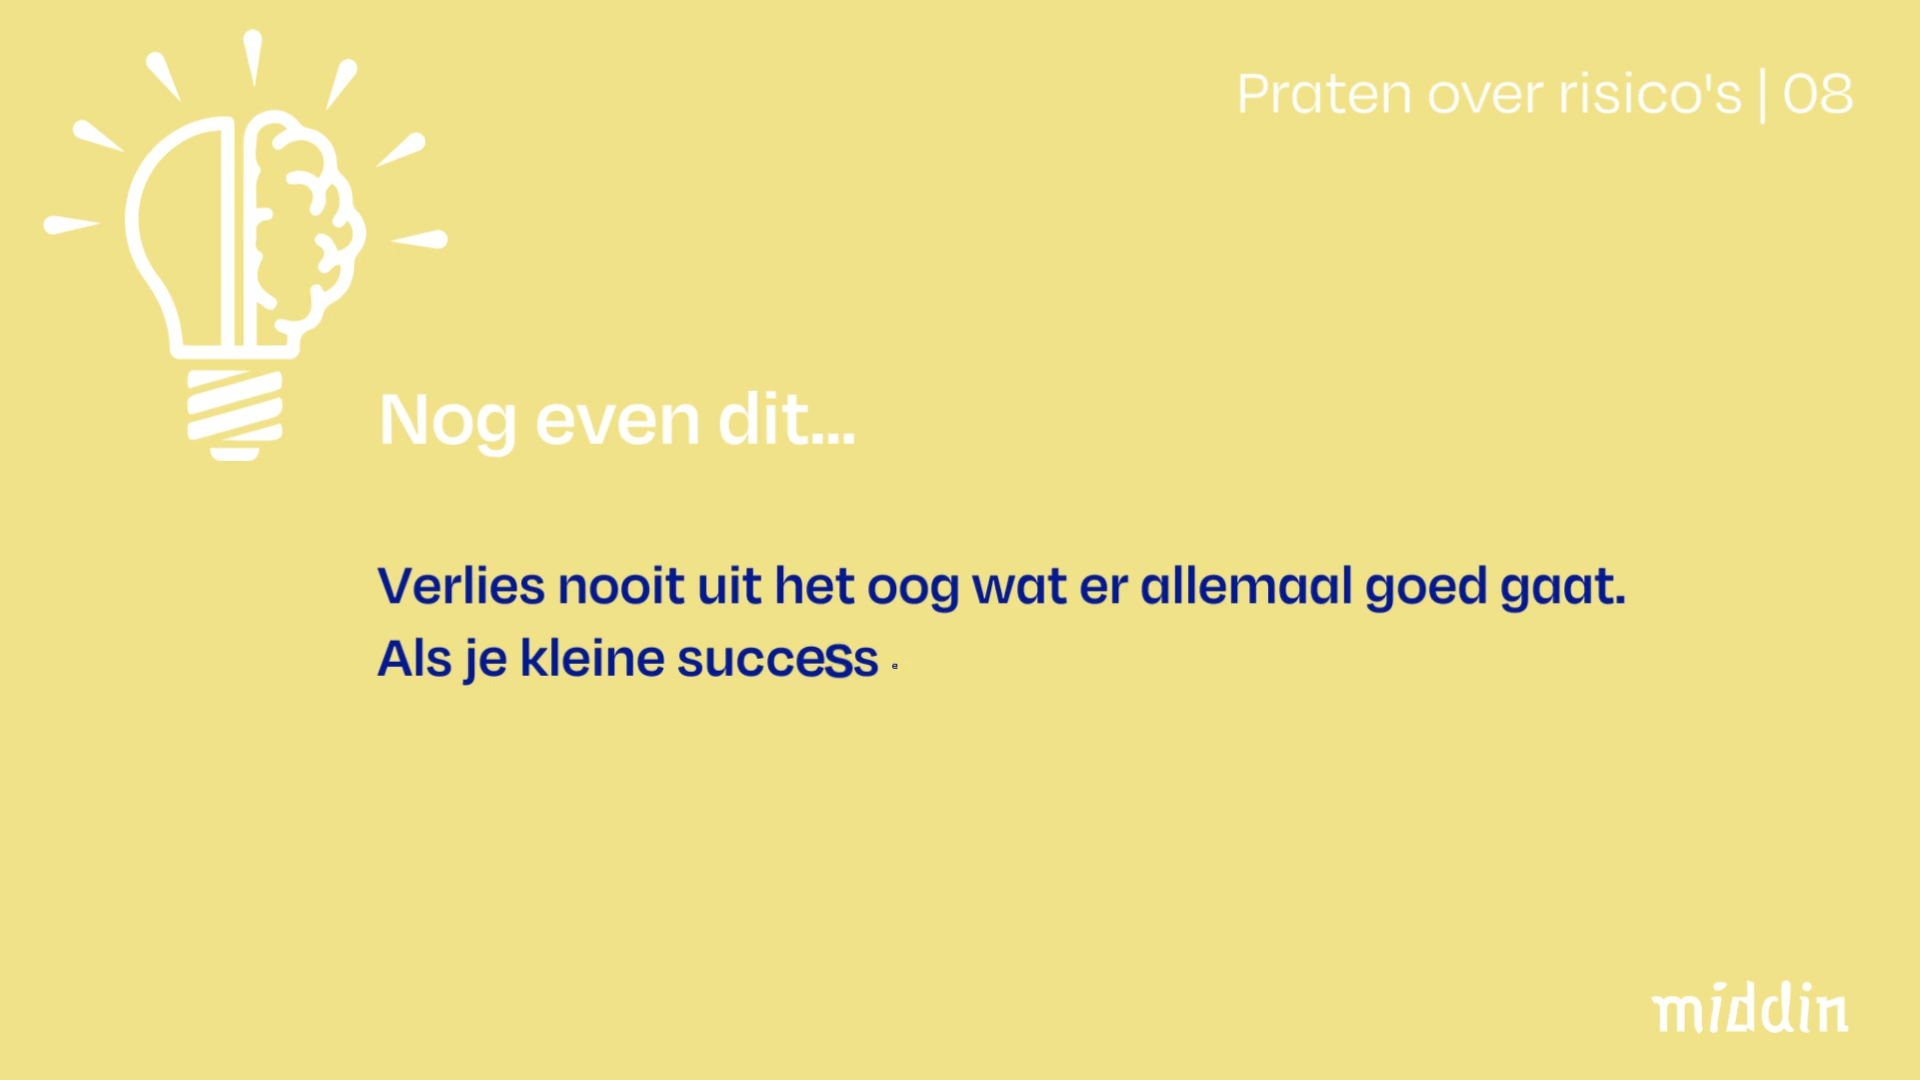 Praten over risico's | 08
Nog even dit...
Verlies nooit uit het oog wat er allemaal goed gaat.
Als je kleine success e
middin